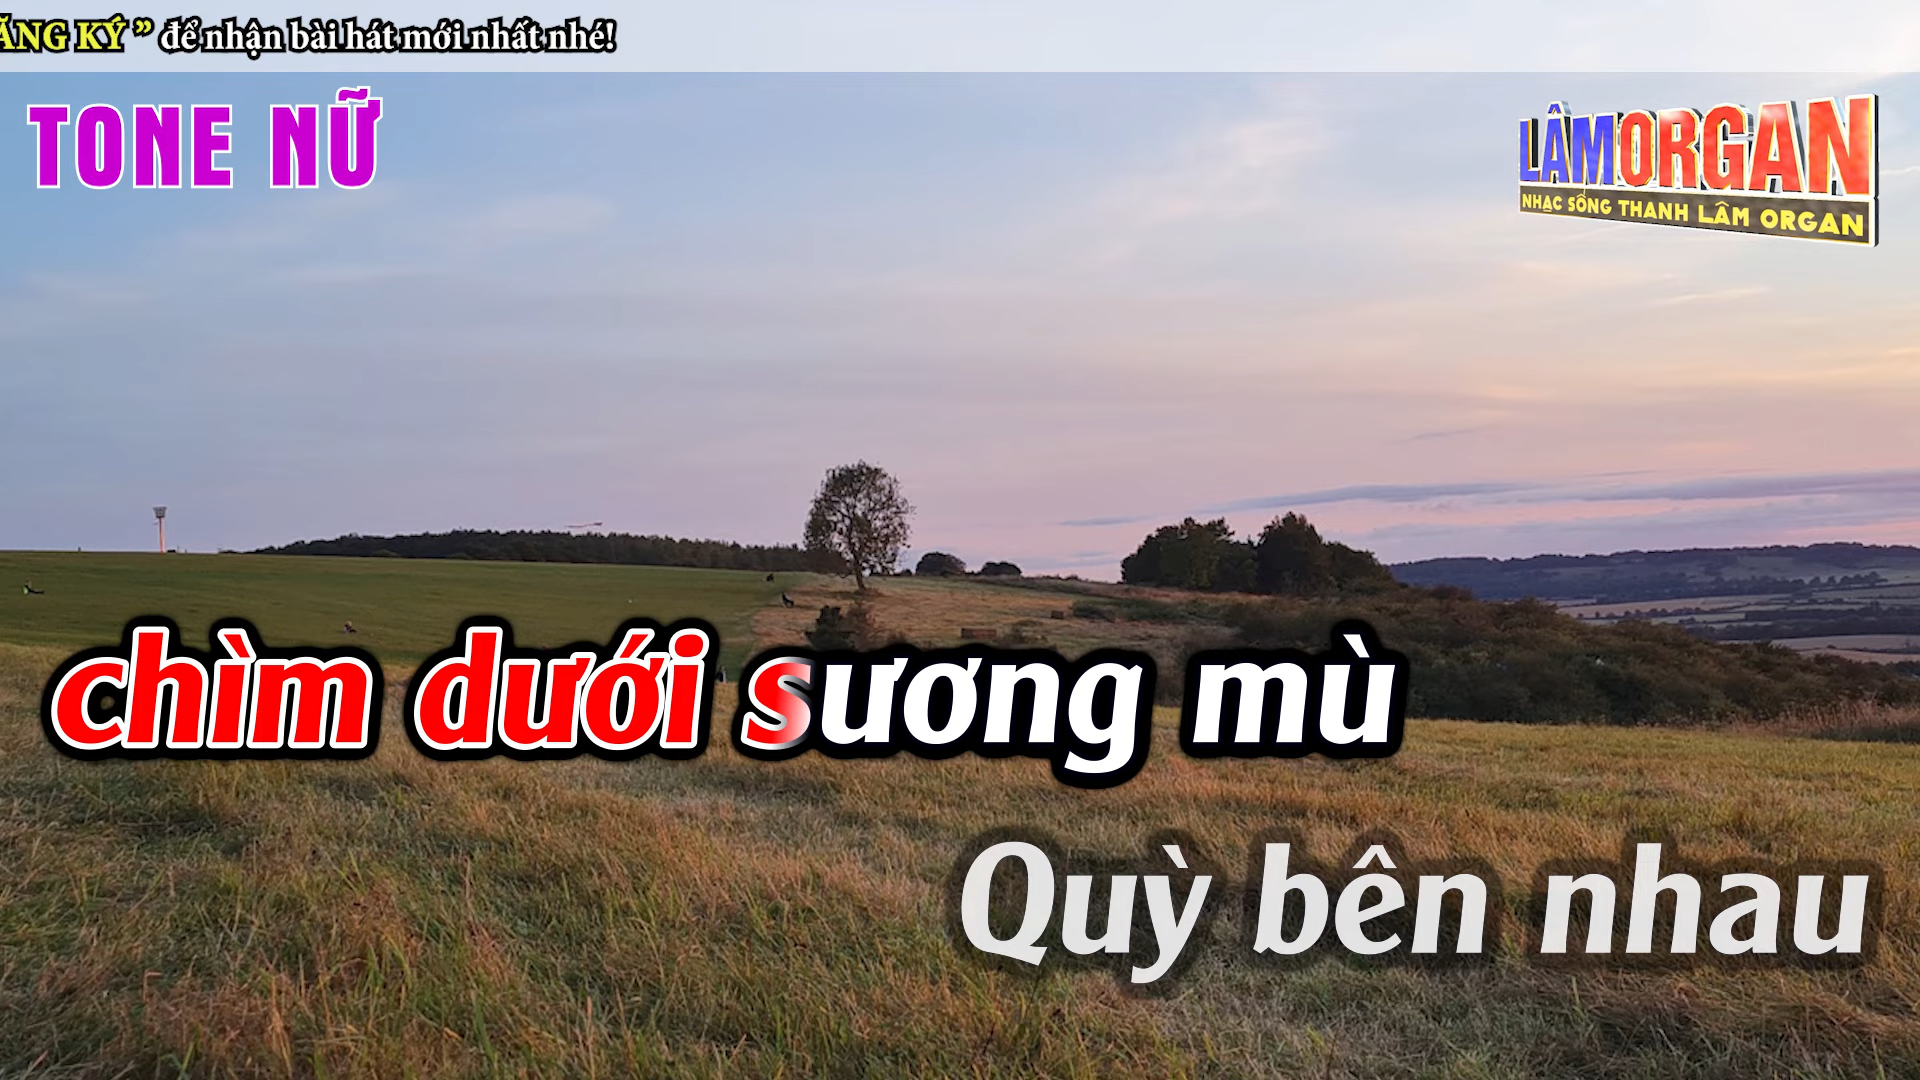 ĂNG KÝ ” để nhận bài hát mới nhất nhé!
TONE NỮ
LÂMORGAN
NHẠC SỐNG THANH LÂM ORGAN
chìm dưới sương mù
Quỳ bên nhau